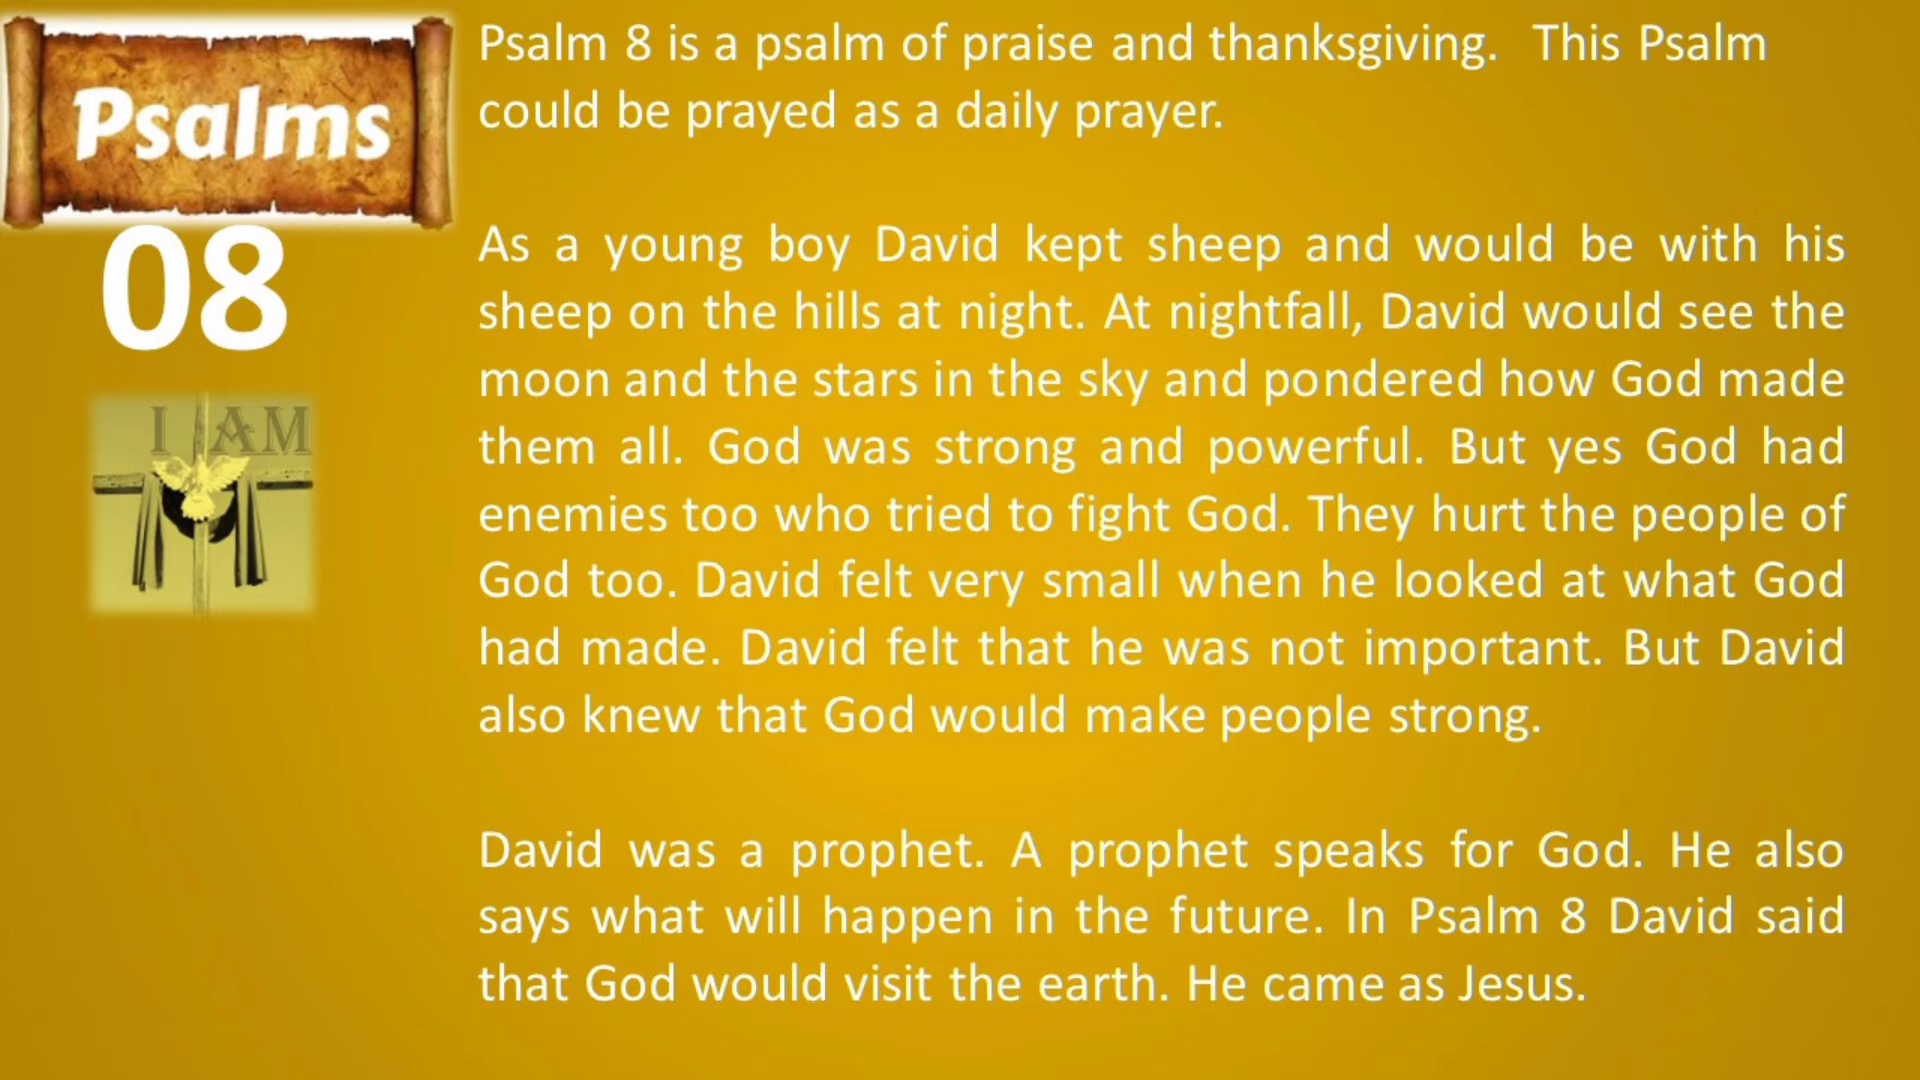 Psalms
08
I AM
Psalm 8 is a psalm of praise and thanksgiving. This Psalm
could be prayed as a daily prayer.
As a young boy David kept sheep and would be with his
sheep on the hills at night. At nightfall, David would see the
moon and the stars in the sky and pondered how God made
them all. God was strong and powerful. But yes God had
enemies too who tried to fight God. They hurt the people of
God too. David felt very small when he looked at what God
had made. David felt that he was not important. But David
also knew that God would make people strong.
David was a prophet. A prophet speaks for God. He also
says what will happen in the future. In Psalm 8 David said
that God would visit the earth. He came as Jesus.